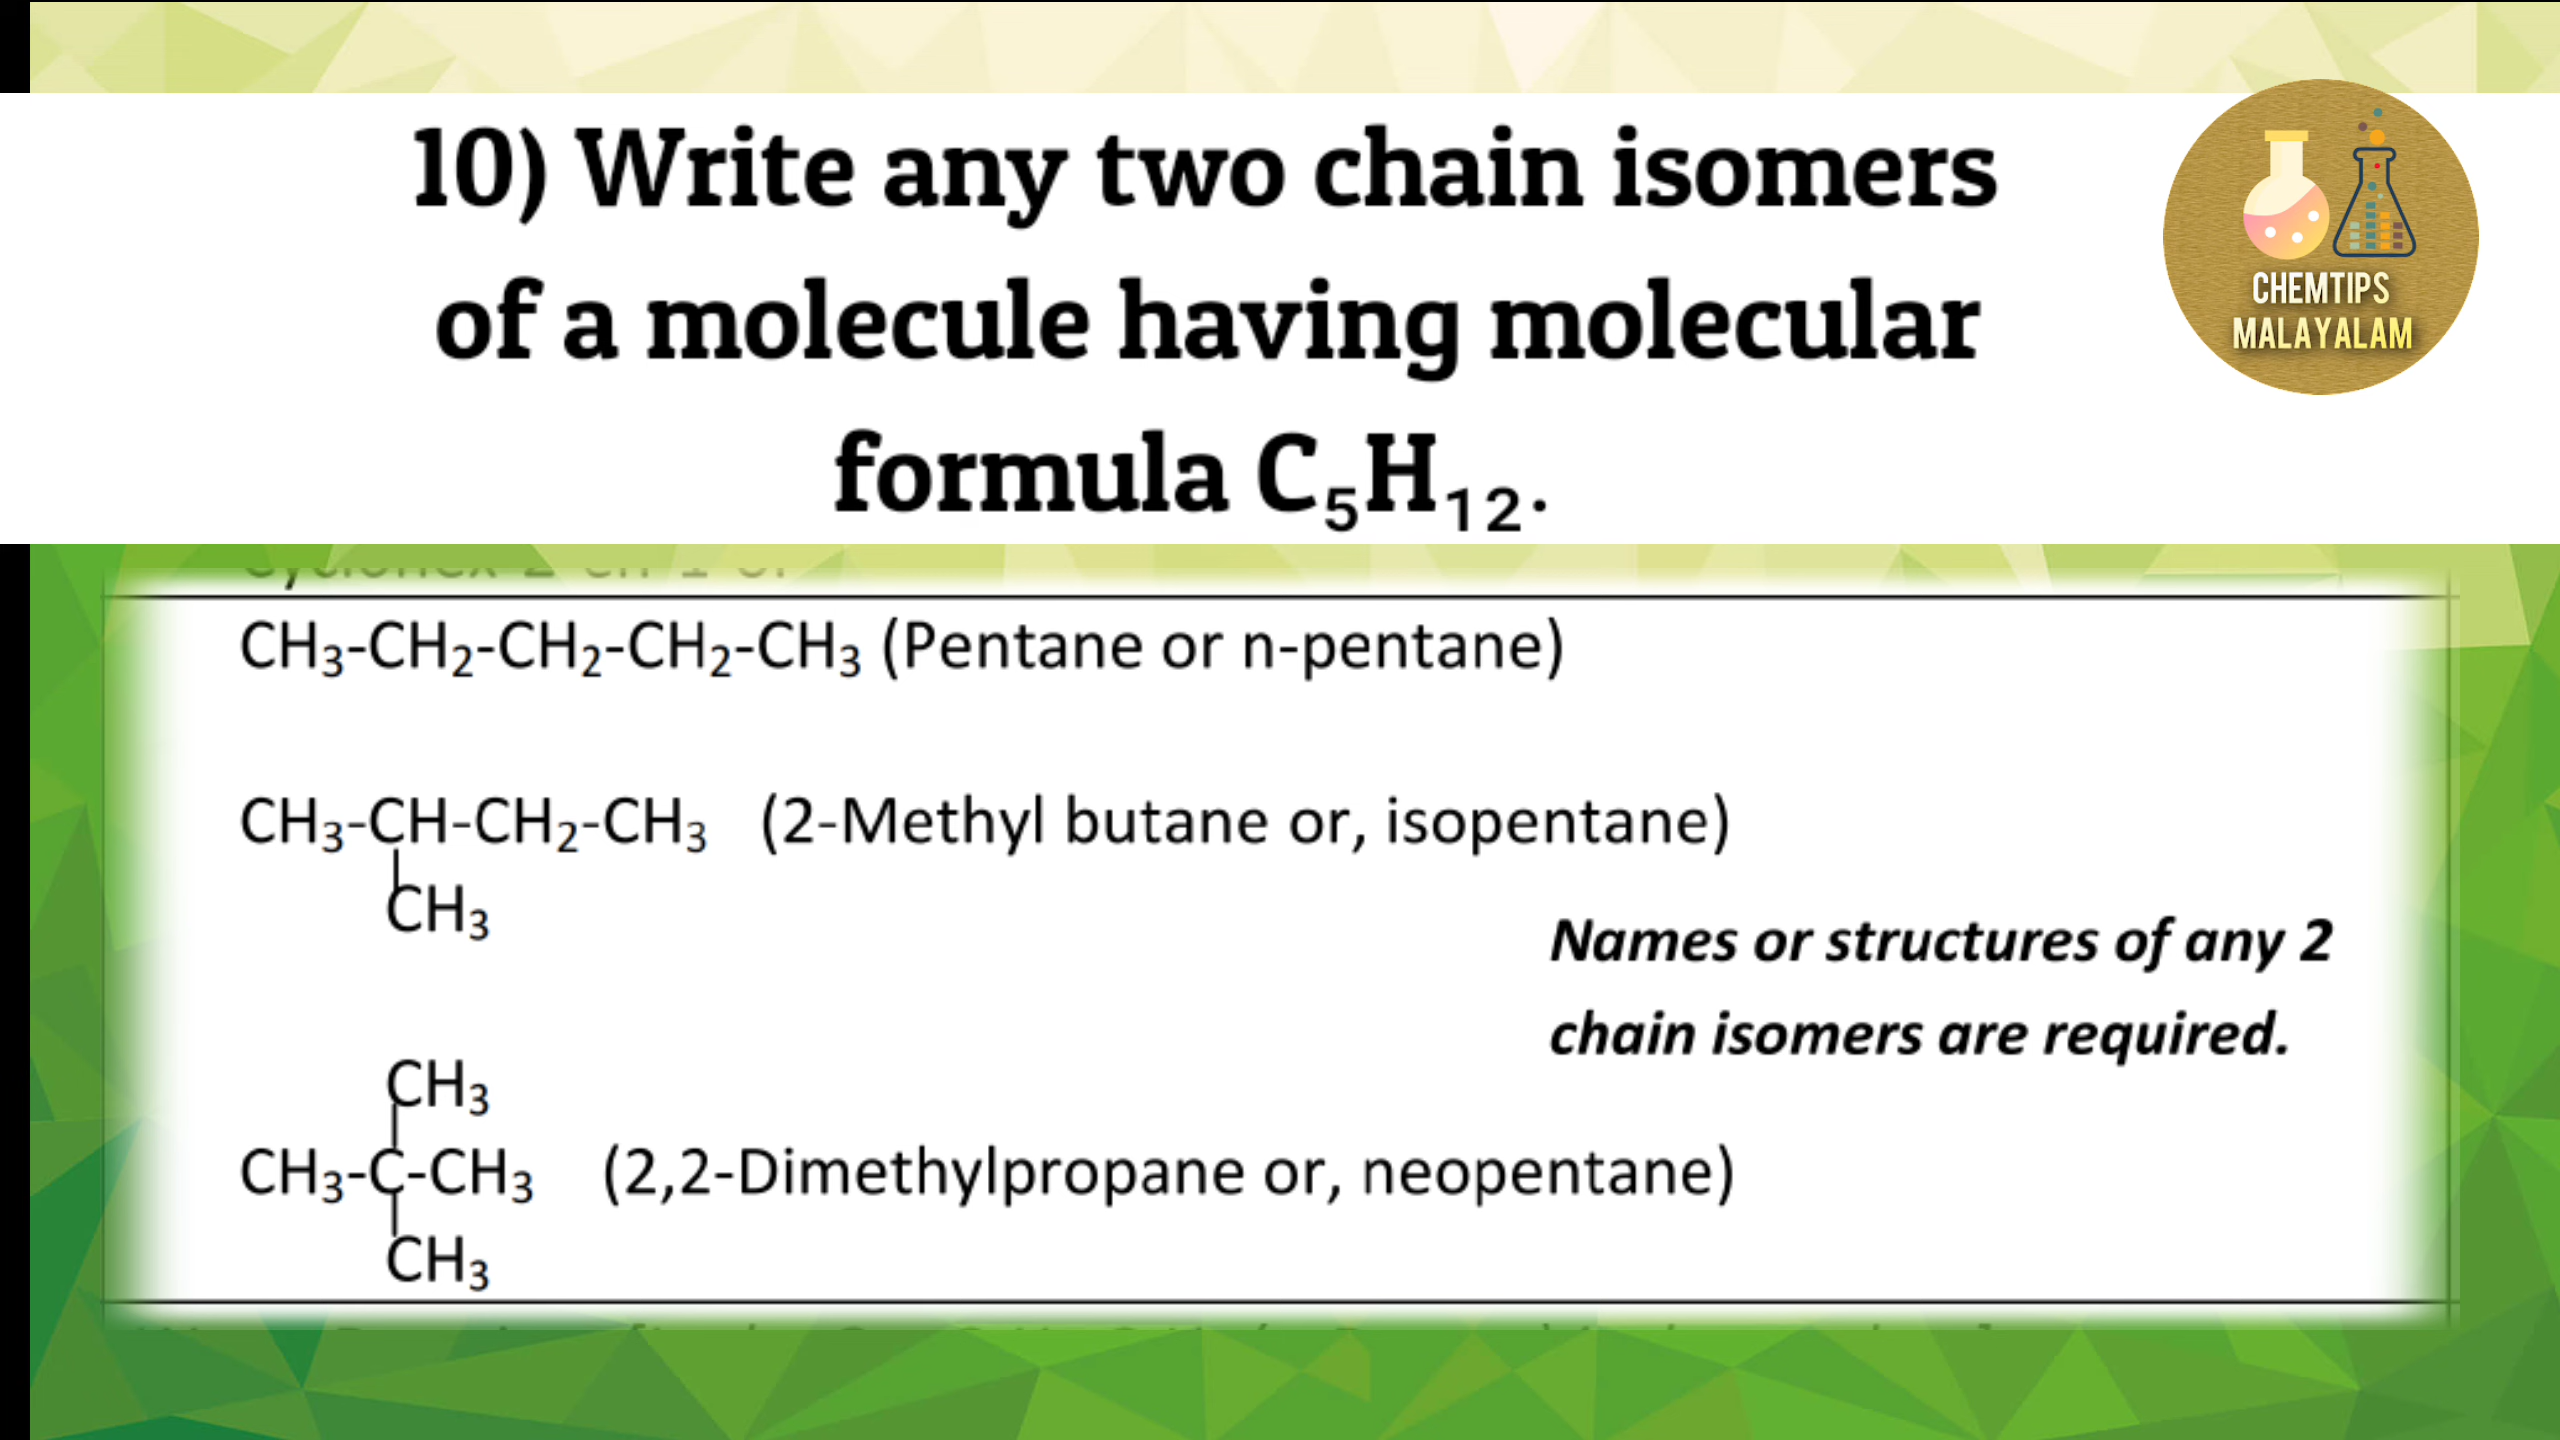 10) Write any two chain isomers
of a molecule having molecular
formula C₅H₁₂.
CHEMTIPS
MALAYALAM
CH₃-CH₂-CH₂-CH₂-CH₃ (Pentane or n-pentane)
CH₃-CH-CH₂-CH₃ (2-Methyl butane or, isopentane)
CH₃
Names or structures of any 2
chain isomers are required.
CH₃
CH₃-C-CH₃ (2,2-Dimethylpropane or, neopentane)
CH₃